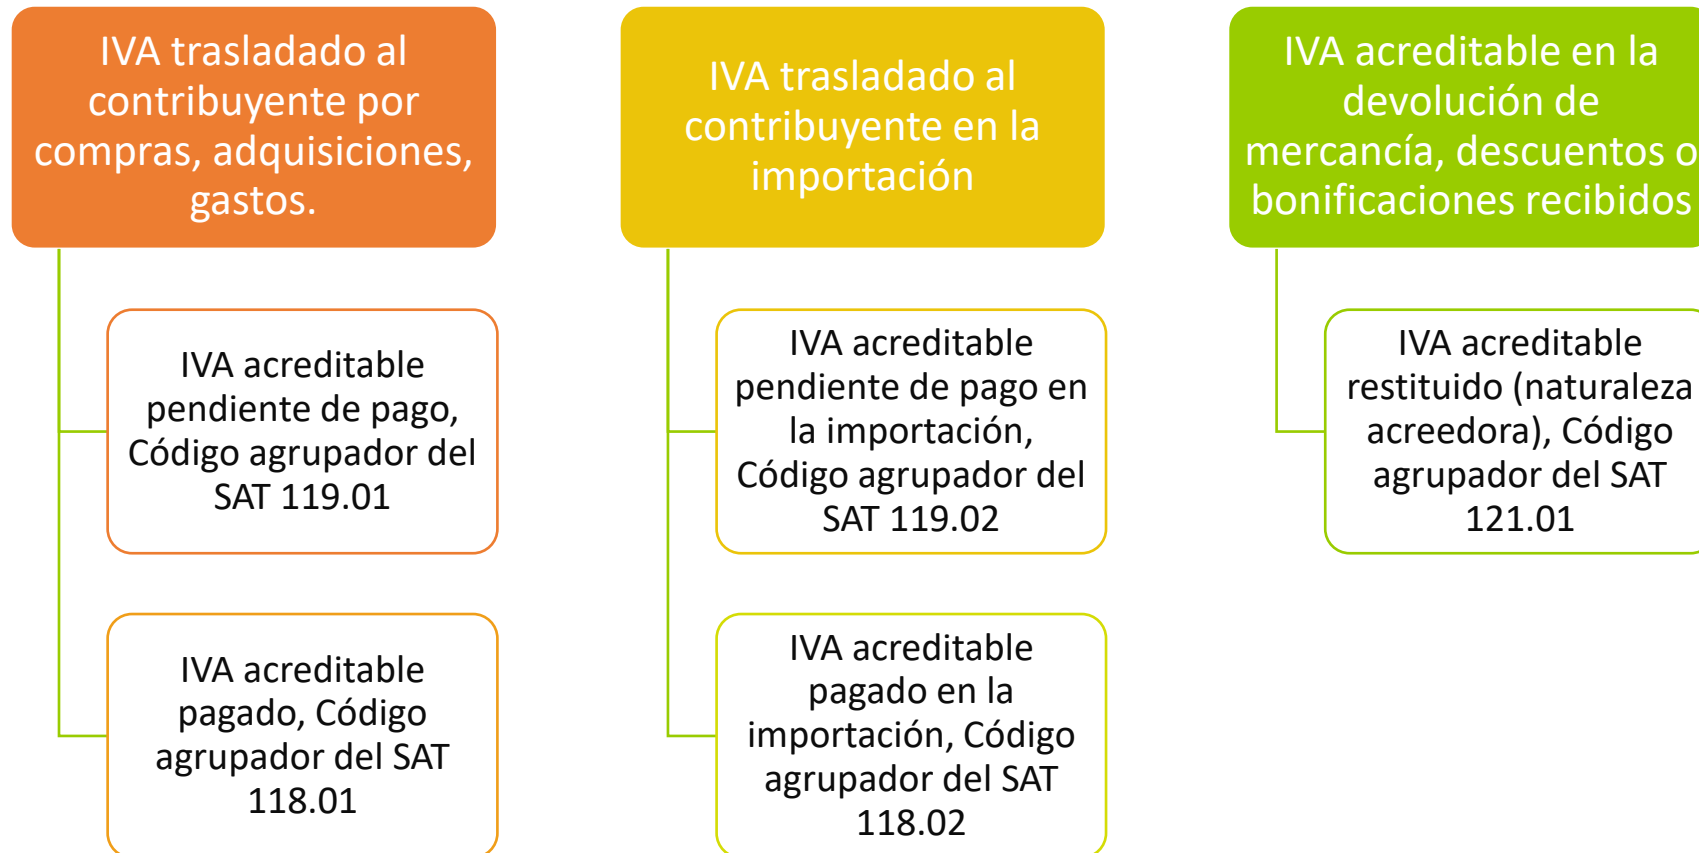 IVA trasladado al
contribuyente por
compras, adquisiciones,
gastos.
IVA acreditable
pendiente de pago,
Código agrupador del
SAT 119.01
IVA acreditable
pagado, Código
agrupador del SAT
118.01
IVA trasladado al
contribuyente en la
importación
IVA acreditable
pendiente de pago en
la importación,
Código agrupador del
SAT 119.02
IVA acreditable
pagado en la
importación, Código
agrupador del SAT
118.02
IVA acreditable en la
devolución de
mercancía, descuentos o
bonificaciones recibidos
IVA acreditable
restituido (naturaleza
acreedora), Código
agrupador del SAT
121.01